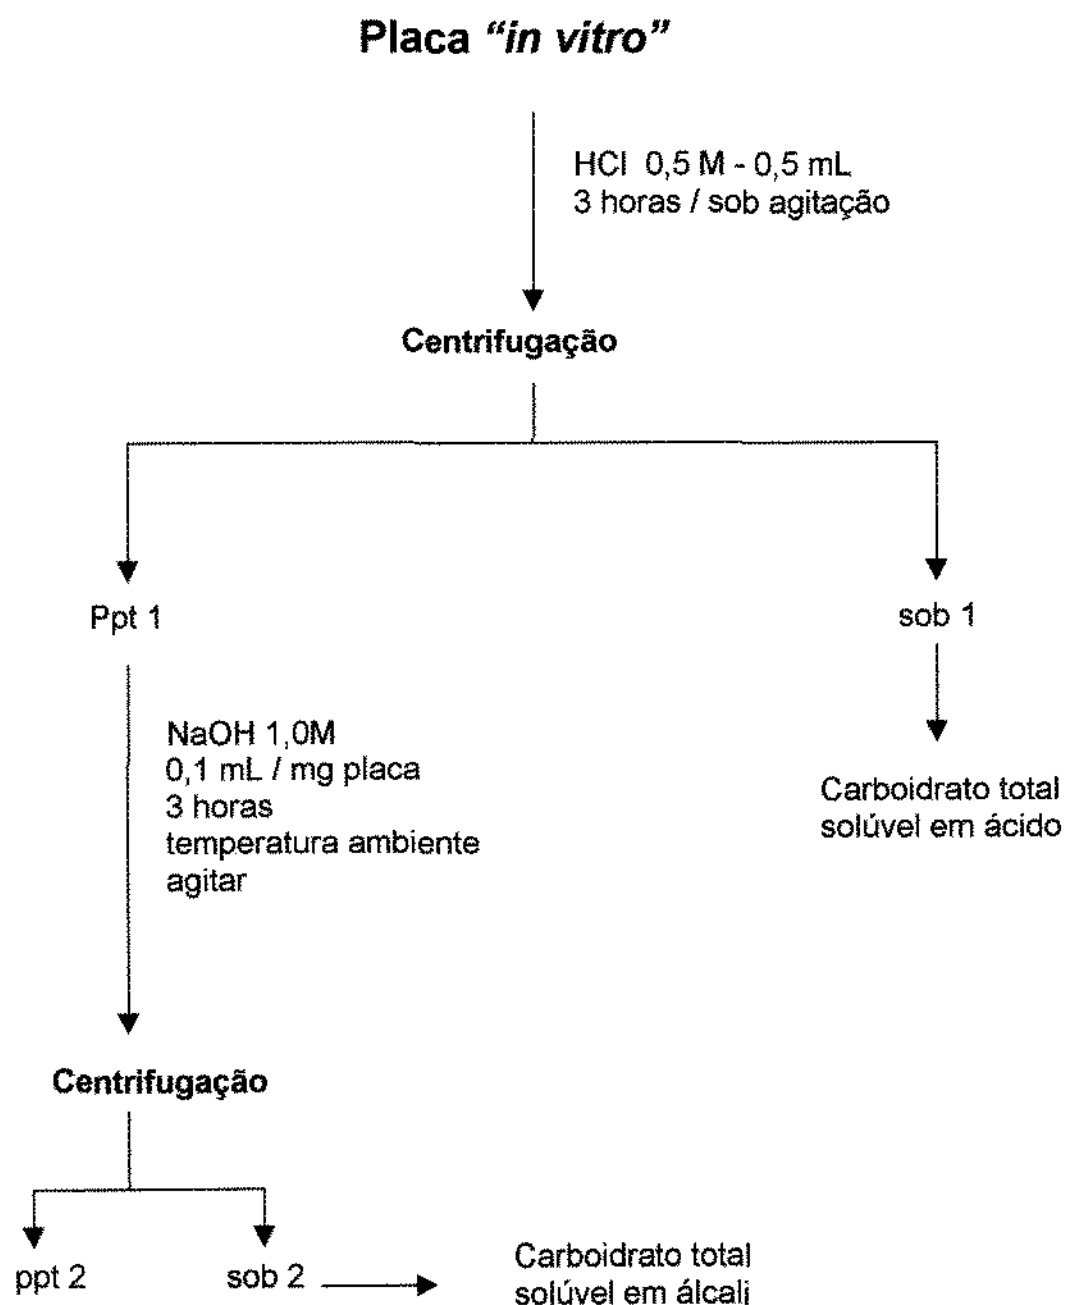 Placa “in vitro”
HCl 0,5 M - 0,5 mL
3 horas / sob agitação
Centrifugação
Ppt 1
sob 1
NaOH 1,0M
0,1 mL / mg placa
3 horas
temperatura ambiente
agitar
Carboidrato total
solúvel em ácido
Centrifugação
ppt 2
sob 2
Carboidrato total
solúvel em álcali